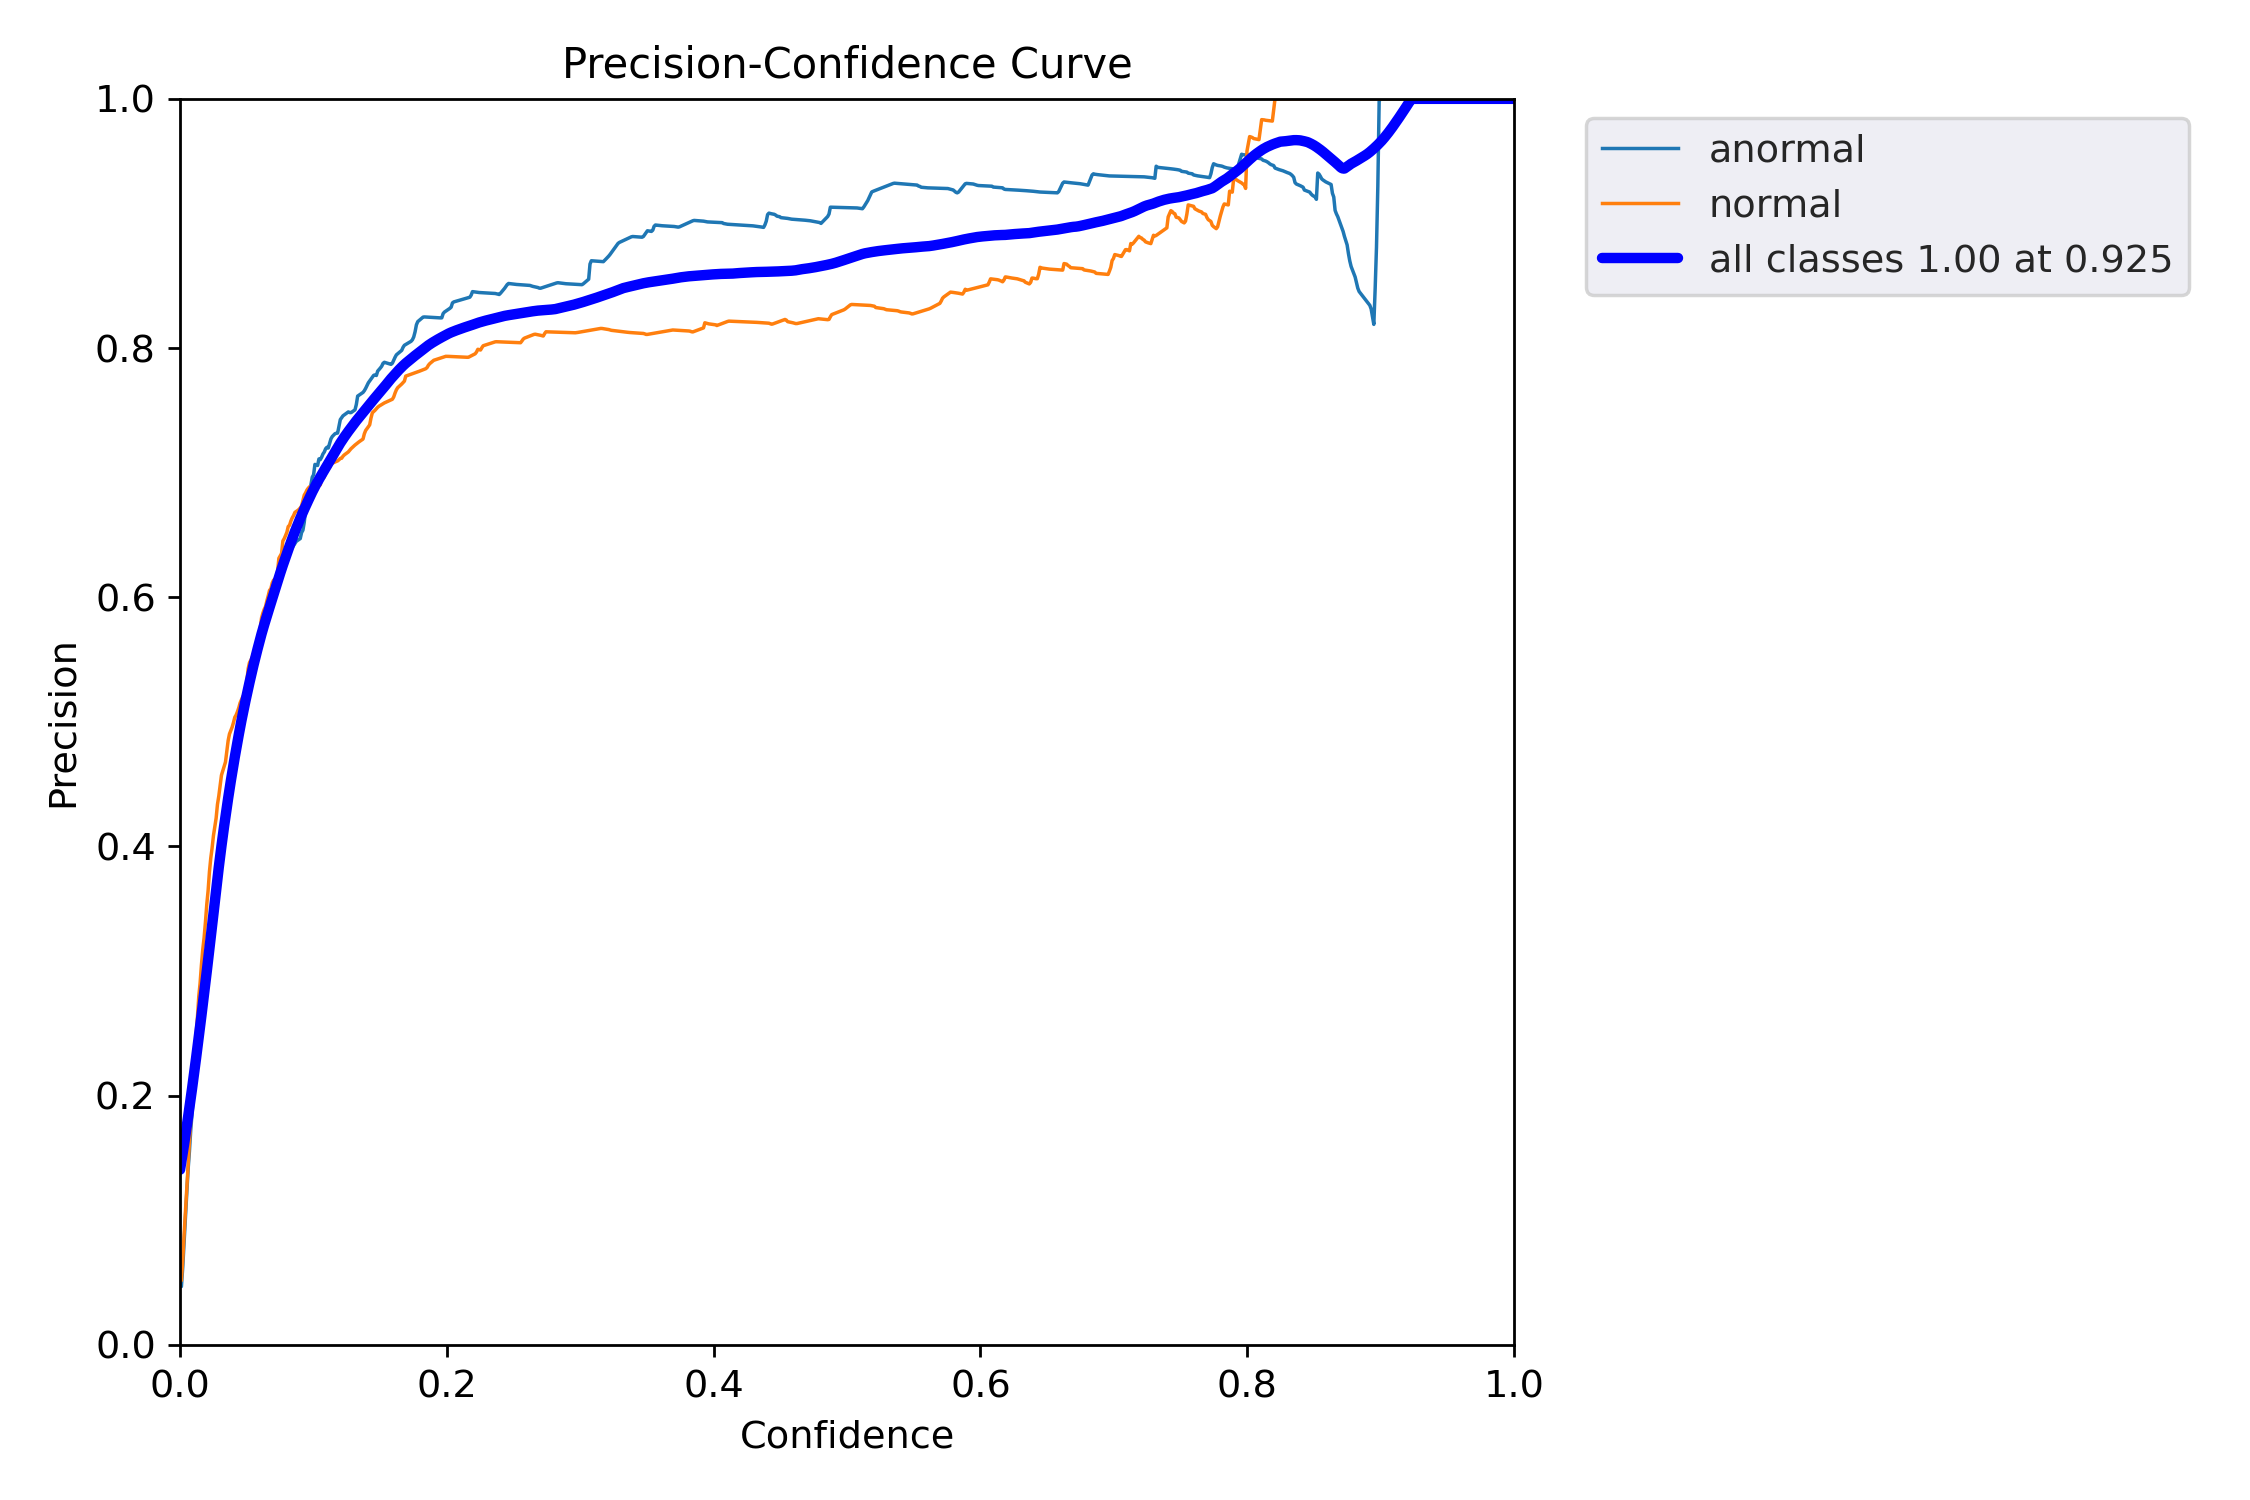 Precision-Confidence Curve
1.0
0.8
0.6
0.4
0.2
0.0
Precision
0.0 0.2 0.4 0.6 0.8 1.0
Confidence
anormal
normal
all classes 1.00 at 0.925